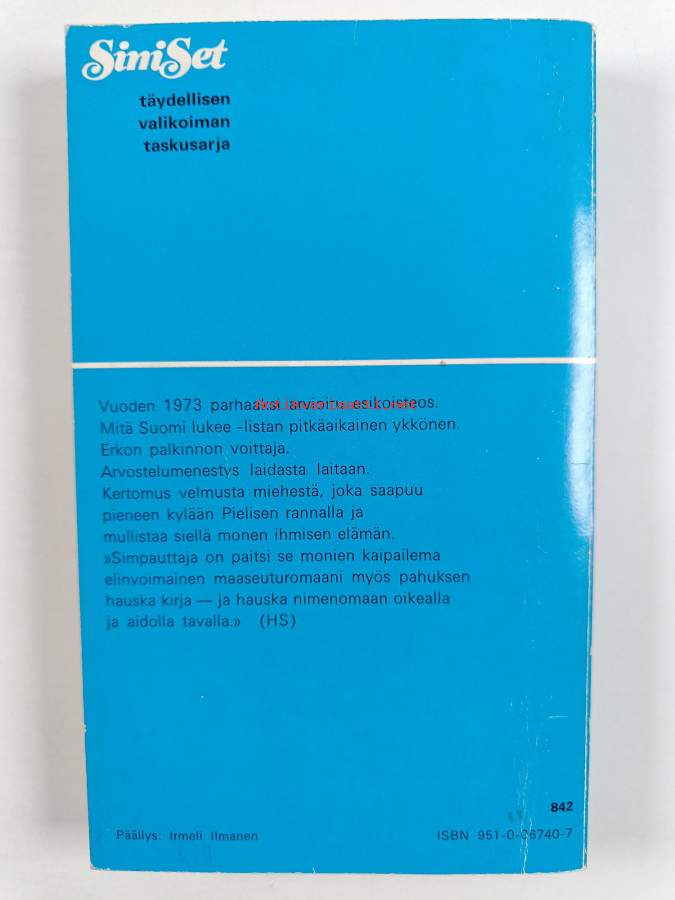 SiniSet
täydellisen
valikoiman
taskusarja
Vuoden 1973 parhaaksi arvioitu esikoisteos.
Mitä Suomi lukee -listan pitkäaikainen ykkönen.
Erkon palkinnon voittaja.
Arvostelumenestys laidasta laitaan.
Kertomus velmusta miehestä, joka saapuu
pieneen kylään Pielisen rannalla ja
mullistaa siellä monen ihmisen elämän.
»Simpauttaja on paitsi se monien kaipailema
elinvoimainen maaseuturomaani myös pahuksen
hauska kirja — ja hauska nimenomaan oikealla
ja aidolla tavalla.» (HS)
842
Päällys: Irmeli Ilmanen
ISBN 951-0-06740-7